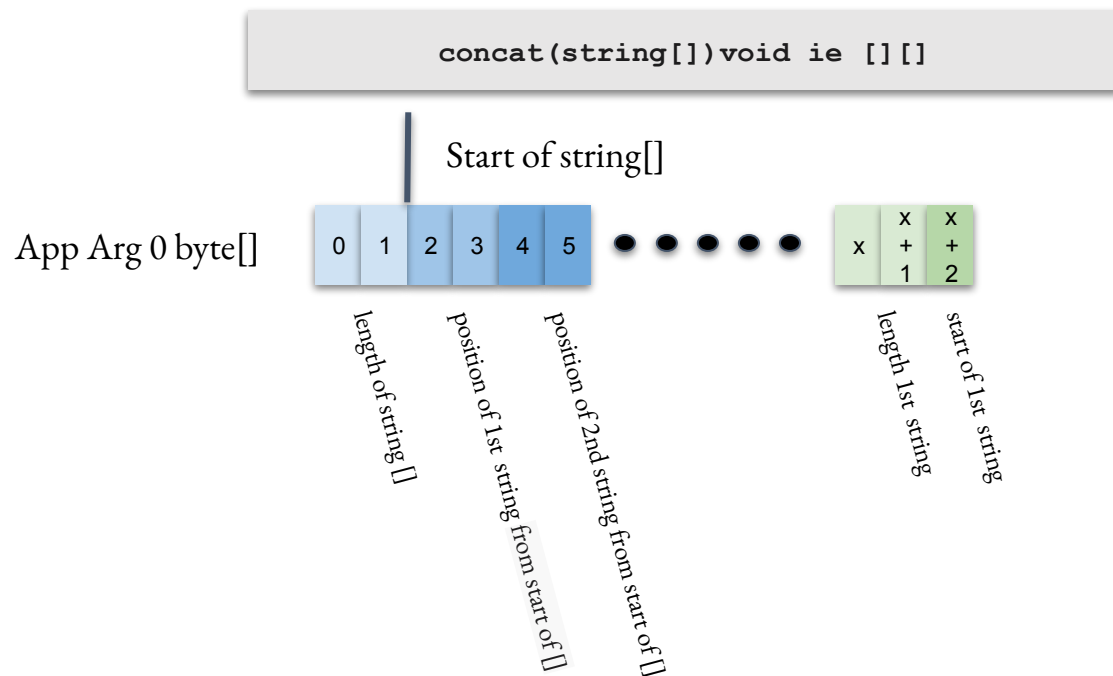 concat(string[])void ie [][]
Start of string[]
App Arg 0 byte[]
0 1 2 3 4 5 x x + 1 x + 2
length of string []
position of 1st string from start of []
position of 2nd string from start of []
length 1st string
start of 1st string